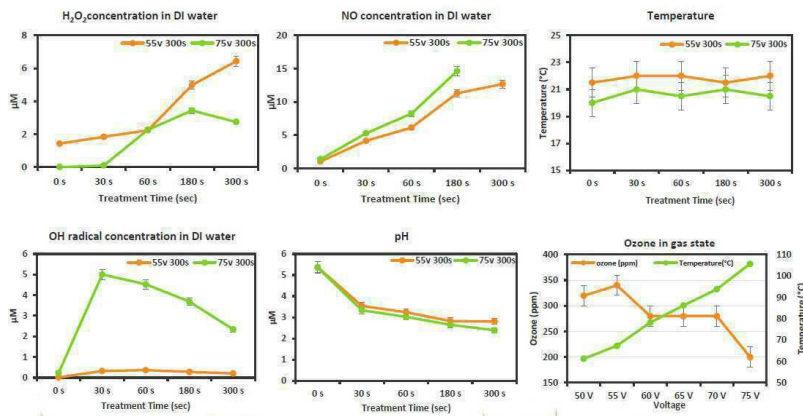 H₂O₂concentration in DI water
55v 300s
75v 300s
8
6
4
2
0
µM
0 s
30 s
60 s
180 s
300 s
Treatment Time (sec)
NO concentration in DI water
55v 300s
75v 300s
20
15
10
5
0
µM
0 s
30 s
60 s
180 s
300 s
Treatment Time (sec)
Temperature
55v 300s
75v 300s
25
23
21
19
17
15
Temperature (°C)
0 s
30 s
60 s
180 s
300 s
Treatment Time (sec)
OH radical concentration in DI water
55v 300s
75v 300s
6
5
4
3
2
1
0
µM
0 s
30 s
60 s
180 s
300 s
Treatment Time (sec)
pH
55v 300s
75v 300s
6
5
4
3
2
1
0
µM
0 s
30 s
60 s
180 s
300 s
Treatment Time (sec)
Ozone in gas state
ozone (ppm)
Temperature(°C)
400
350
300
250
200
150
Ozone (ppm)
110
100
90
80
70
60
50
Temperature (°C)
50 V
55 V
60 V
65 V
70 V
75 V
Voltage